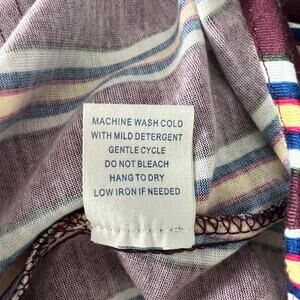 MACHINE WASH COLD
WITH MILD DETERGENT
GENTLE CYCLE
DO NOT BLEACH
HANG TO DRY
LOW IRON IF NEEDED